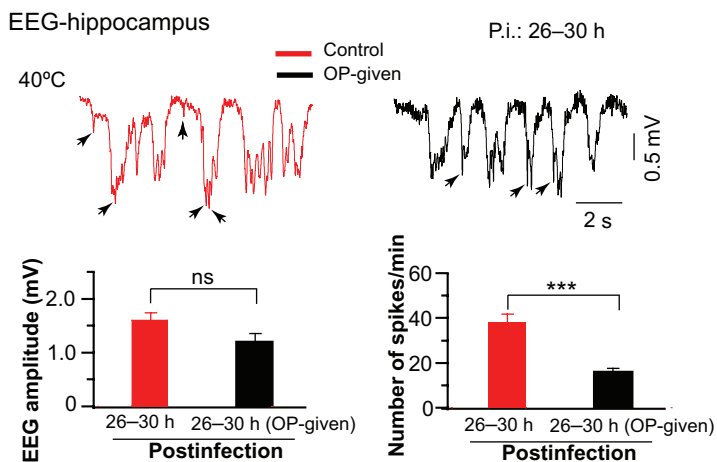 EEG-hippocampus
P.i.: 26–30 h
Control
OP-given
40ºC
0.5 mV
2 s
EEG amplitude (mV)
2.0
1.0
0
ns
26–30 h
26–30 h (OP-given)
Postinfection
Number of spikes/min
60
40
20
0
***
26–30 h
26–30 h (OP-given)
Postinfection